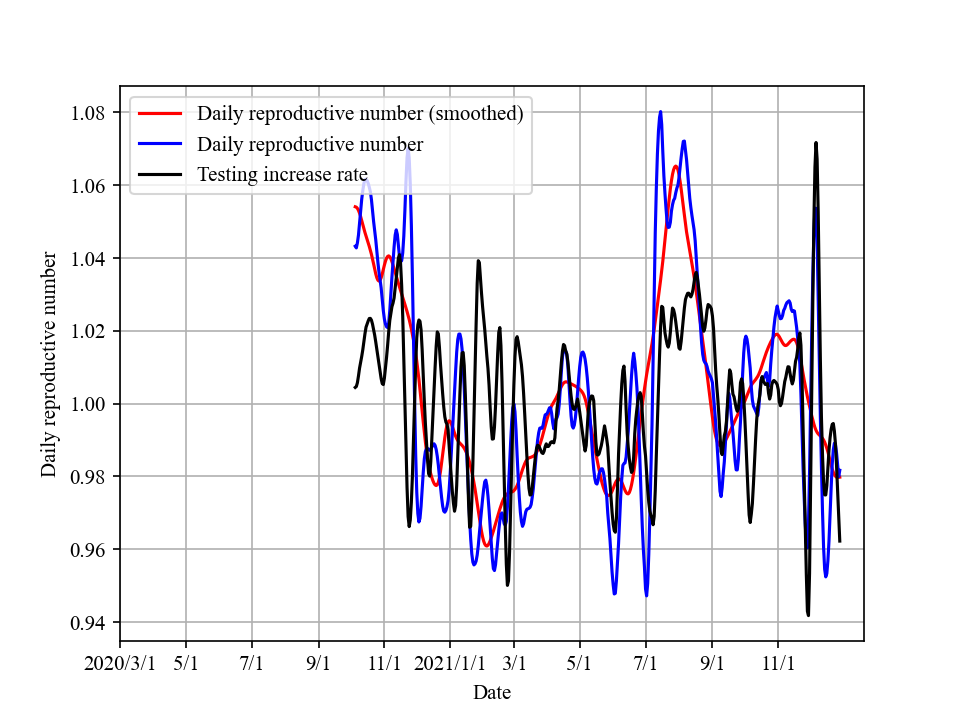 Daily reproductive number (smoothed)
Daily reproductive number
Testing increase rate
Daily reproductive number
1.08
1.06
1.04
1.02
1.00
0.98
0.96
0.94
2020/3/1 5/1 7/1 9/1 11/1 2021/1/1 3/1 5/1 7/1 9/1 11/1
Date